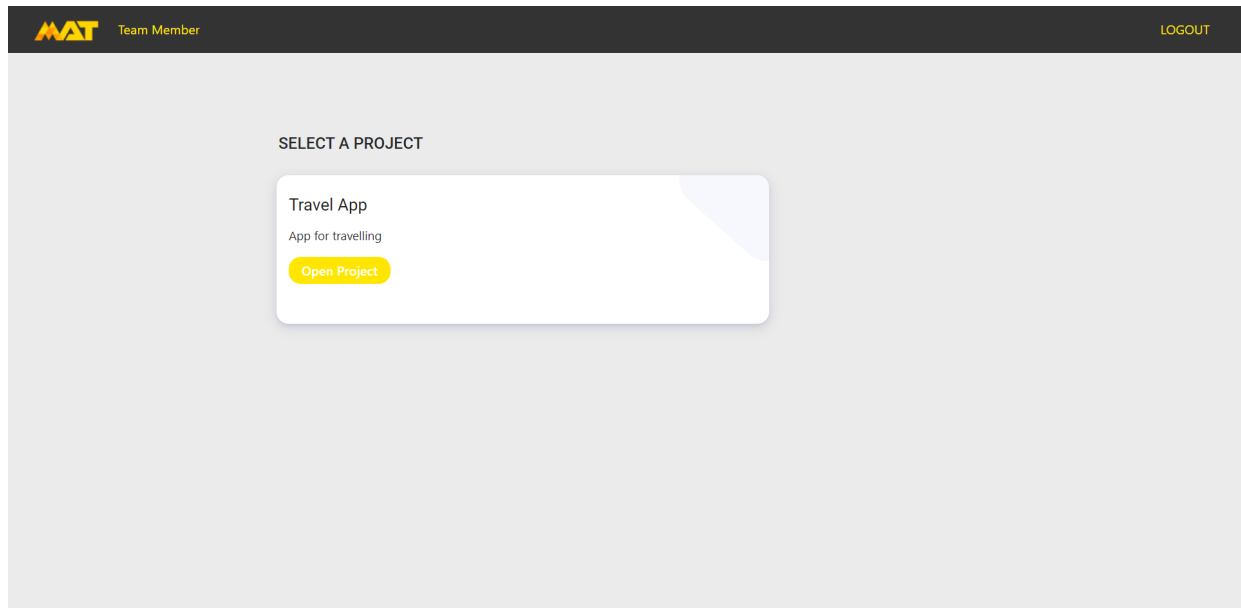 MAT
Team Member
LOGOUT
SELECT A PROJECT
Travel App
App for travelling
Open Project